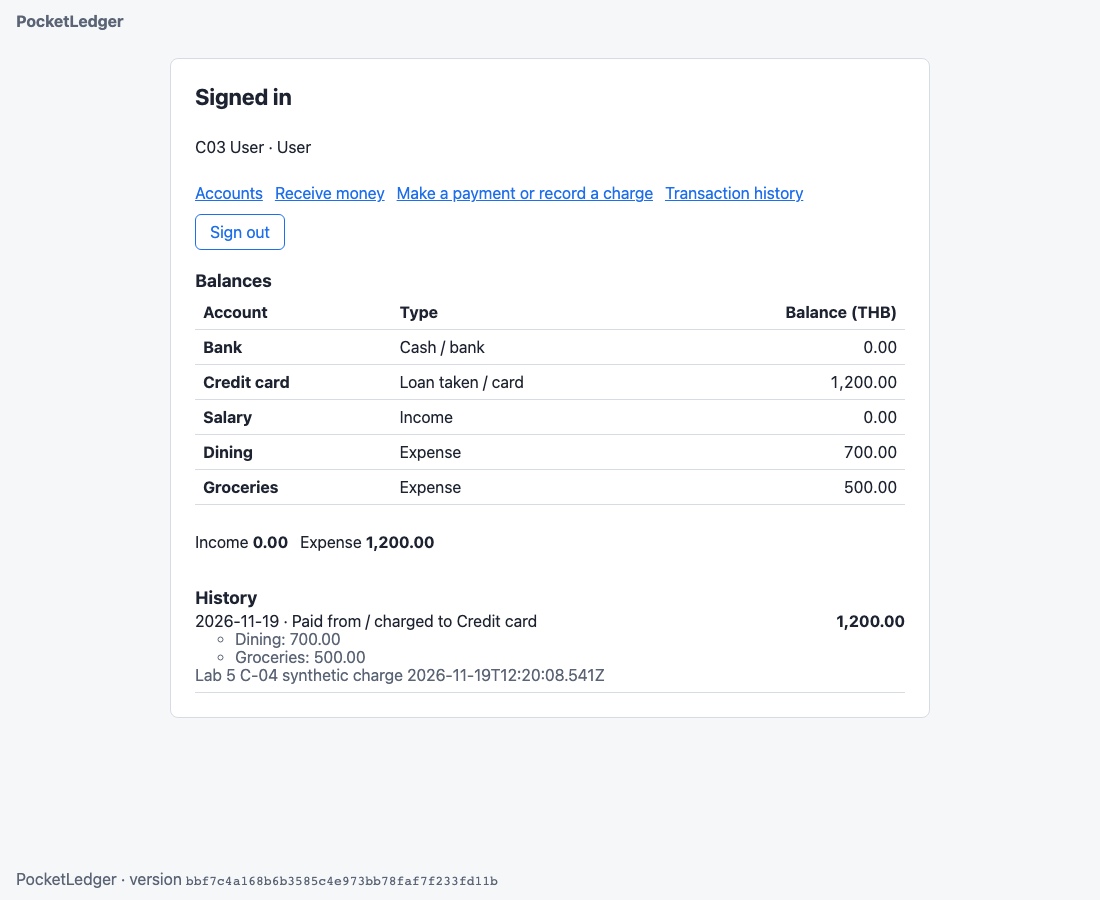 PocketLedger
Signed in
C03 User · User
Accounts Receive money Make a payment or record a charge Transaction history
Sign out
Balances
Account Type Balance (THB)
Bank Cash / bank 0.00
Credit card Loan taken / card 1,200.00
Salary Income 0.00
Dining Expense 700.00
Groceries Expense 500.00
Income 0.00 Expense 1,200.00
History
2026-11-19 · Paid from / charged to Credit card 1,200.00
Dining: 700.00
Groceries: 500.00
Lab 5 C-04 synthetic charge 2026-11-19T12:20:08.541Z
PocketLedger · version bbf7c4a168b6b3585c4e973bb78faf7f233fd11b